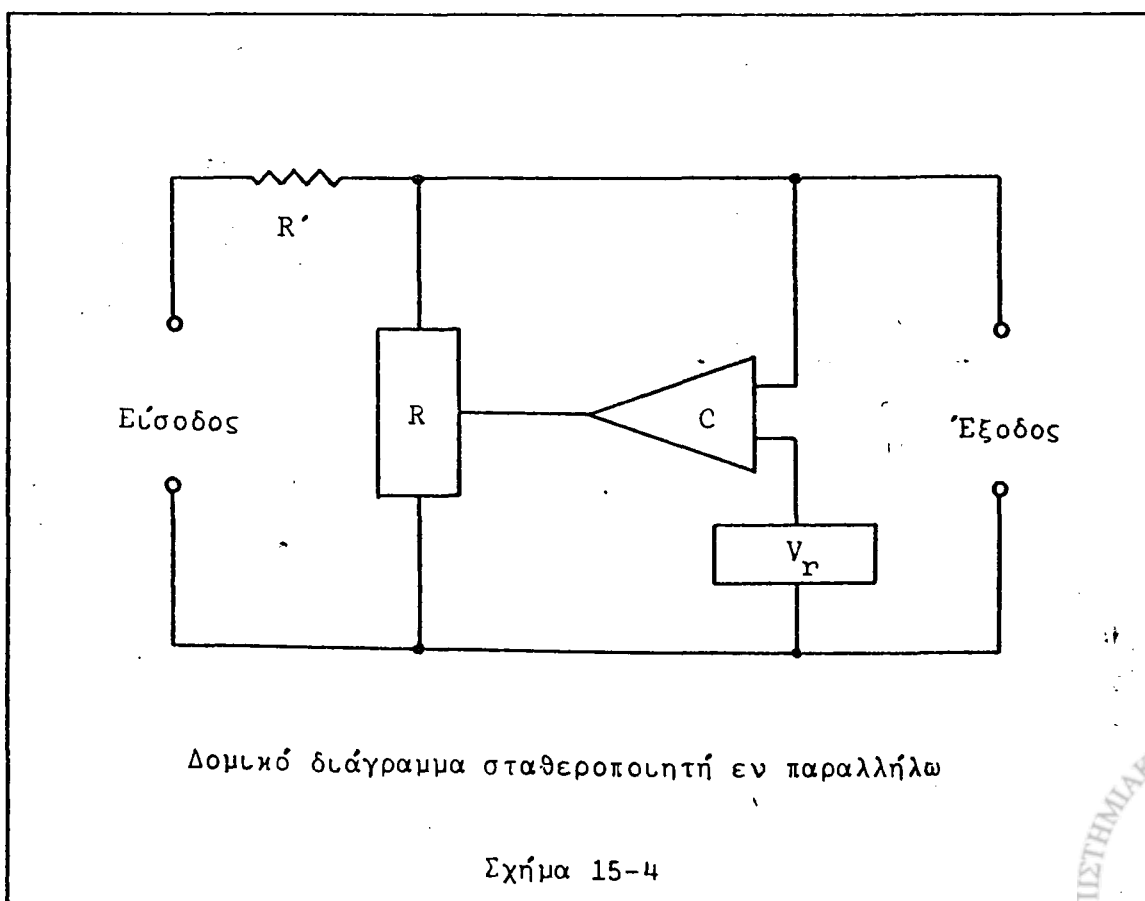 R´
Είσοδος
R
C
Έξοδος
V_r
Δομικό διάγραμμα σταθεροποιητή εν παραλλήλω
Σχήμα 15-4